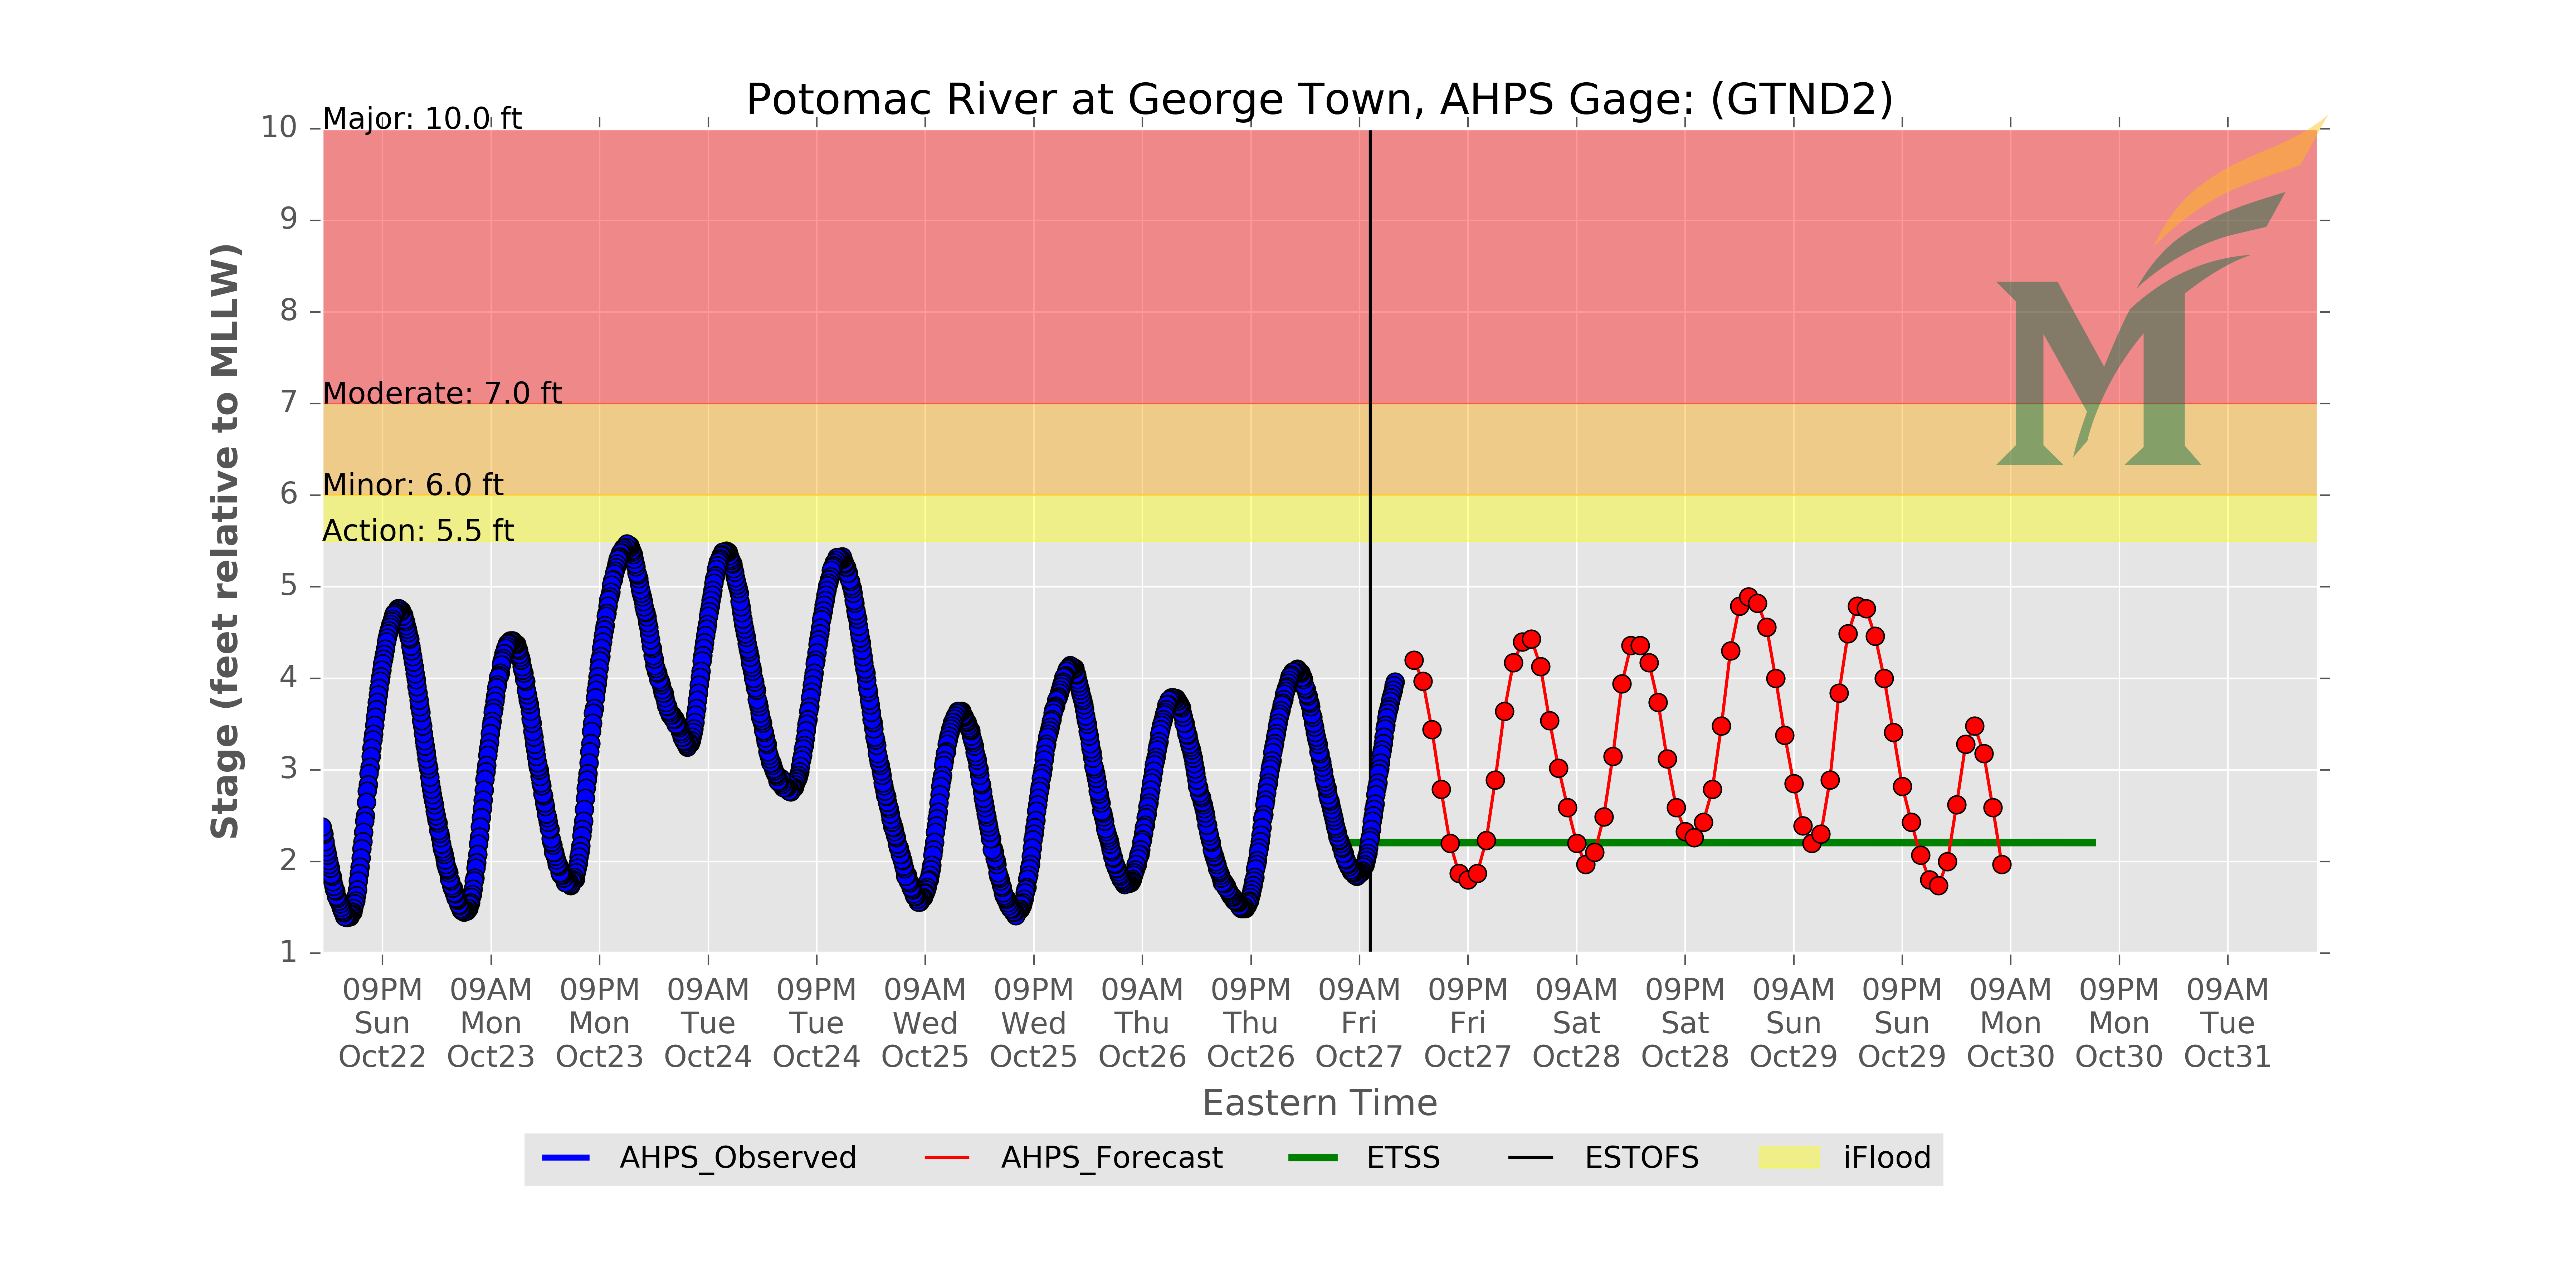 Potomac River at George Town, AHPS Gage: (GTND2)
Major: 10.0 ft
Moderate: 7.0 ft
Minor: 6.0 ft
Action: 5.5 ft
Stage (feet relative to MLLW)
10
9
8
7
6
5
4
3
2
1
09PM 09AM 09PM 09AM 09PM 09AM 09PM 09AM 09PM 09AM 09PM 09AM 09PM 09AM 09PM 09AM 09PM 09AM
Sun Mon Mon Tue Tue Wed Wed Thu Thu Fri Fri Sat Sat Sun Sun Mon Mon Tue
Oct22 Oct23 Oct23 Oct24 Oct24 Oct25 Oct25 Oct26 Oct26 Oct27 Oct27 Oct28 Oct28 Oct29 Oct29 Oct30 Oct30 Oct31
Eastern Time
AHPS_Observed AHPS_Forecast ETSS ESTOFS iFlood
M